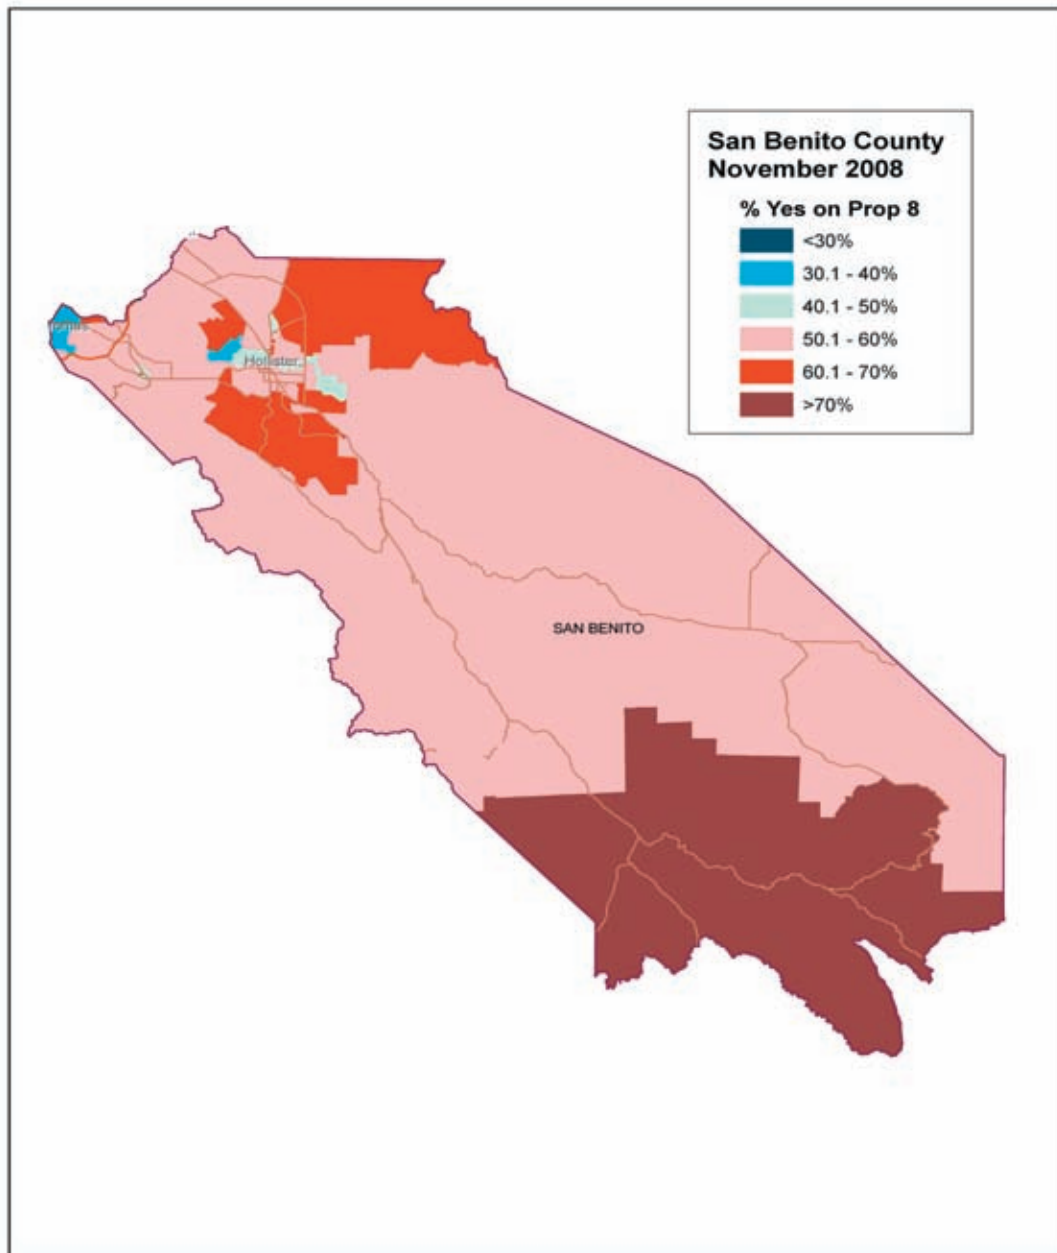 San Benito County
November 2008
% Yes on Prop 8
<30%
30.1 - 40%
40.1 - 50%
50.1 - 60%
60.1 - 70%
>70%
Hollister
SAN BENITO